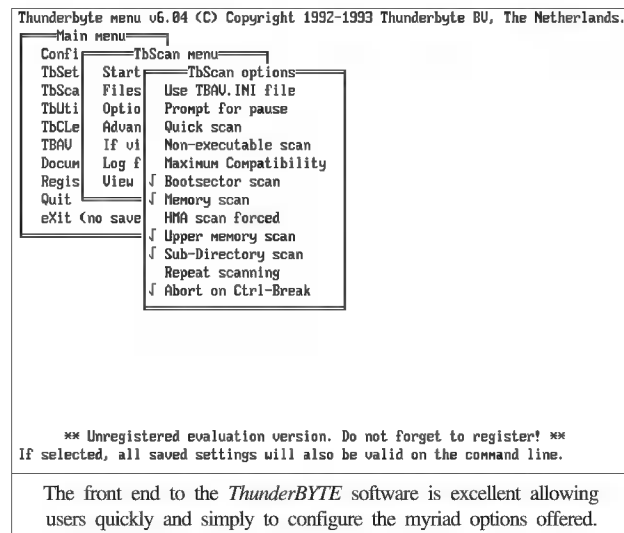 Thunderbyte menu v6.04 (C) Copyright 1992-1993 Thunderbyte BV, The Netherlands.
Main menu
Confi
TbSet
TbSca
TbUti
TbCLe
TBAV
Docum
Regis
Quit
eXit (no save
TbScan menu
Start
Files
Optio
Advan
If vi
Log f
View
TbScan options
Use TBAV.INI file
Prompt for pause
Quick scan
Non-executable scan
Maximum Compatibility
√ Bootsector scan
√ Memory scan
HMA scan forced
√ Upper memory scan
√ Sub-Directory scan
Repeat scanning
√ Abort on Ctrl-Break
** Unregistered evaluation version. Do not forget to register! **
If selected, all saved settings will also be valid on the command line.
The front end to the ThunderBYTE software is excellent allowing
users quickly and simply to configure the myriad options offered.